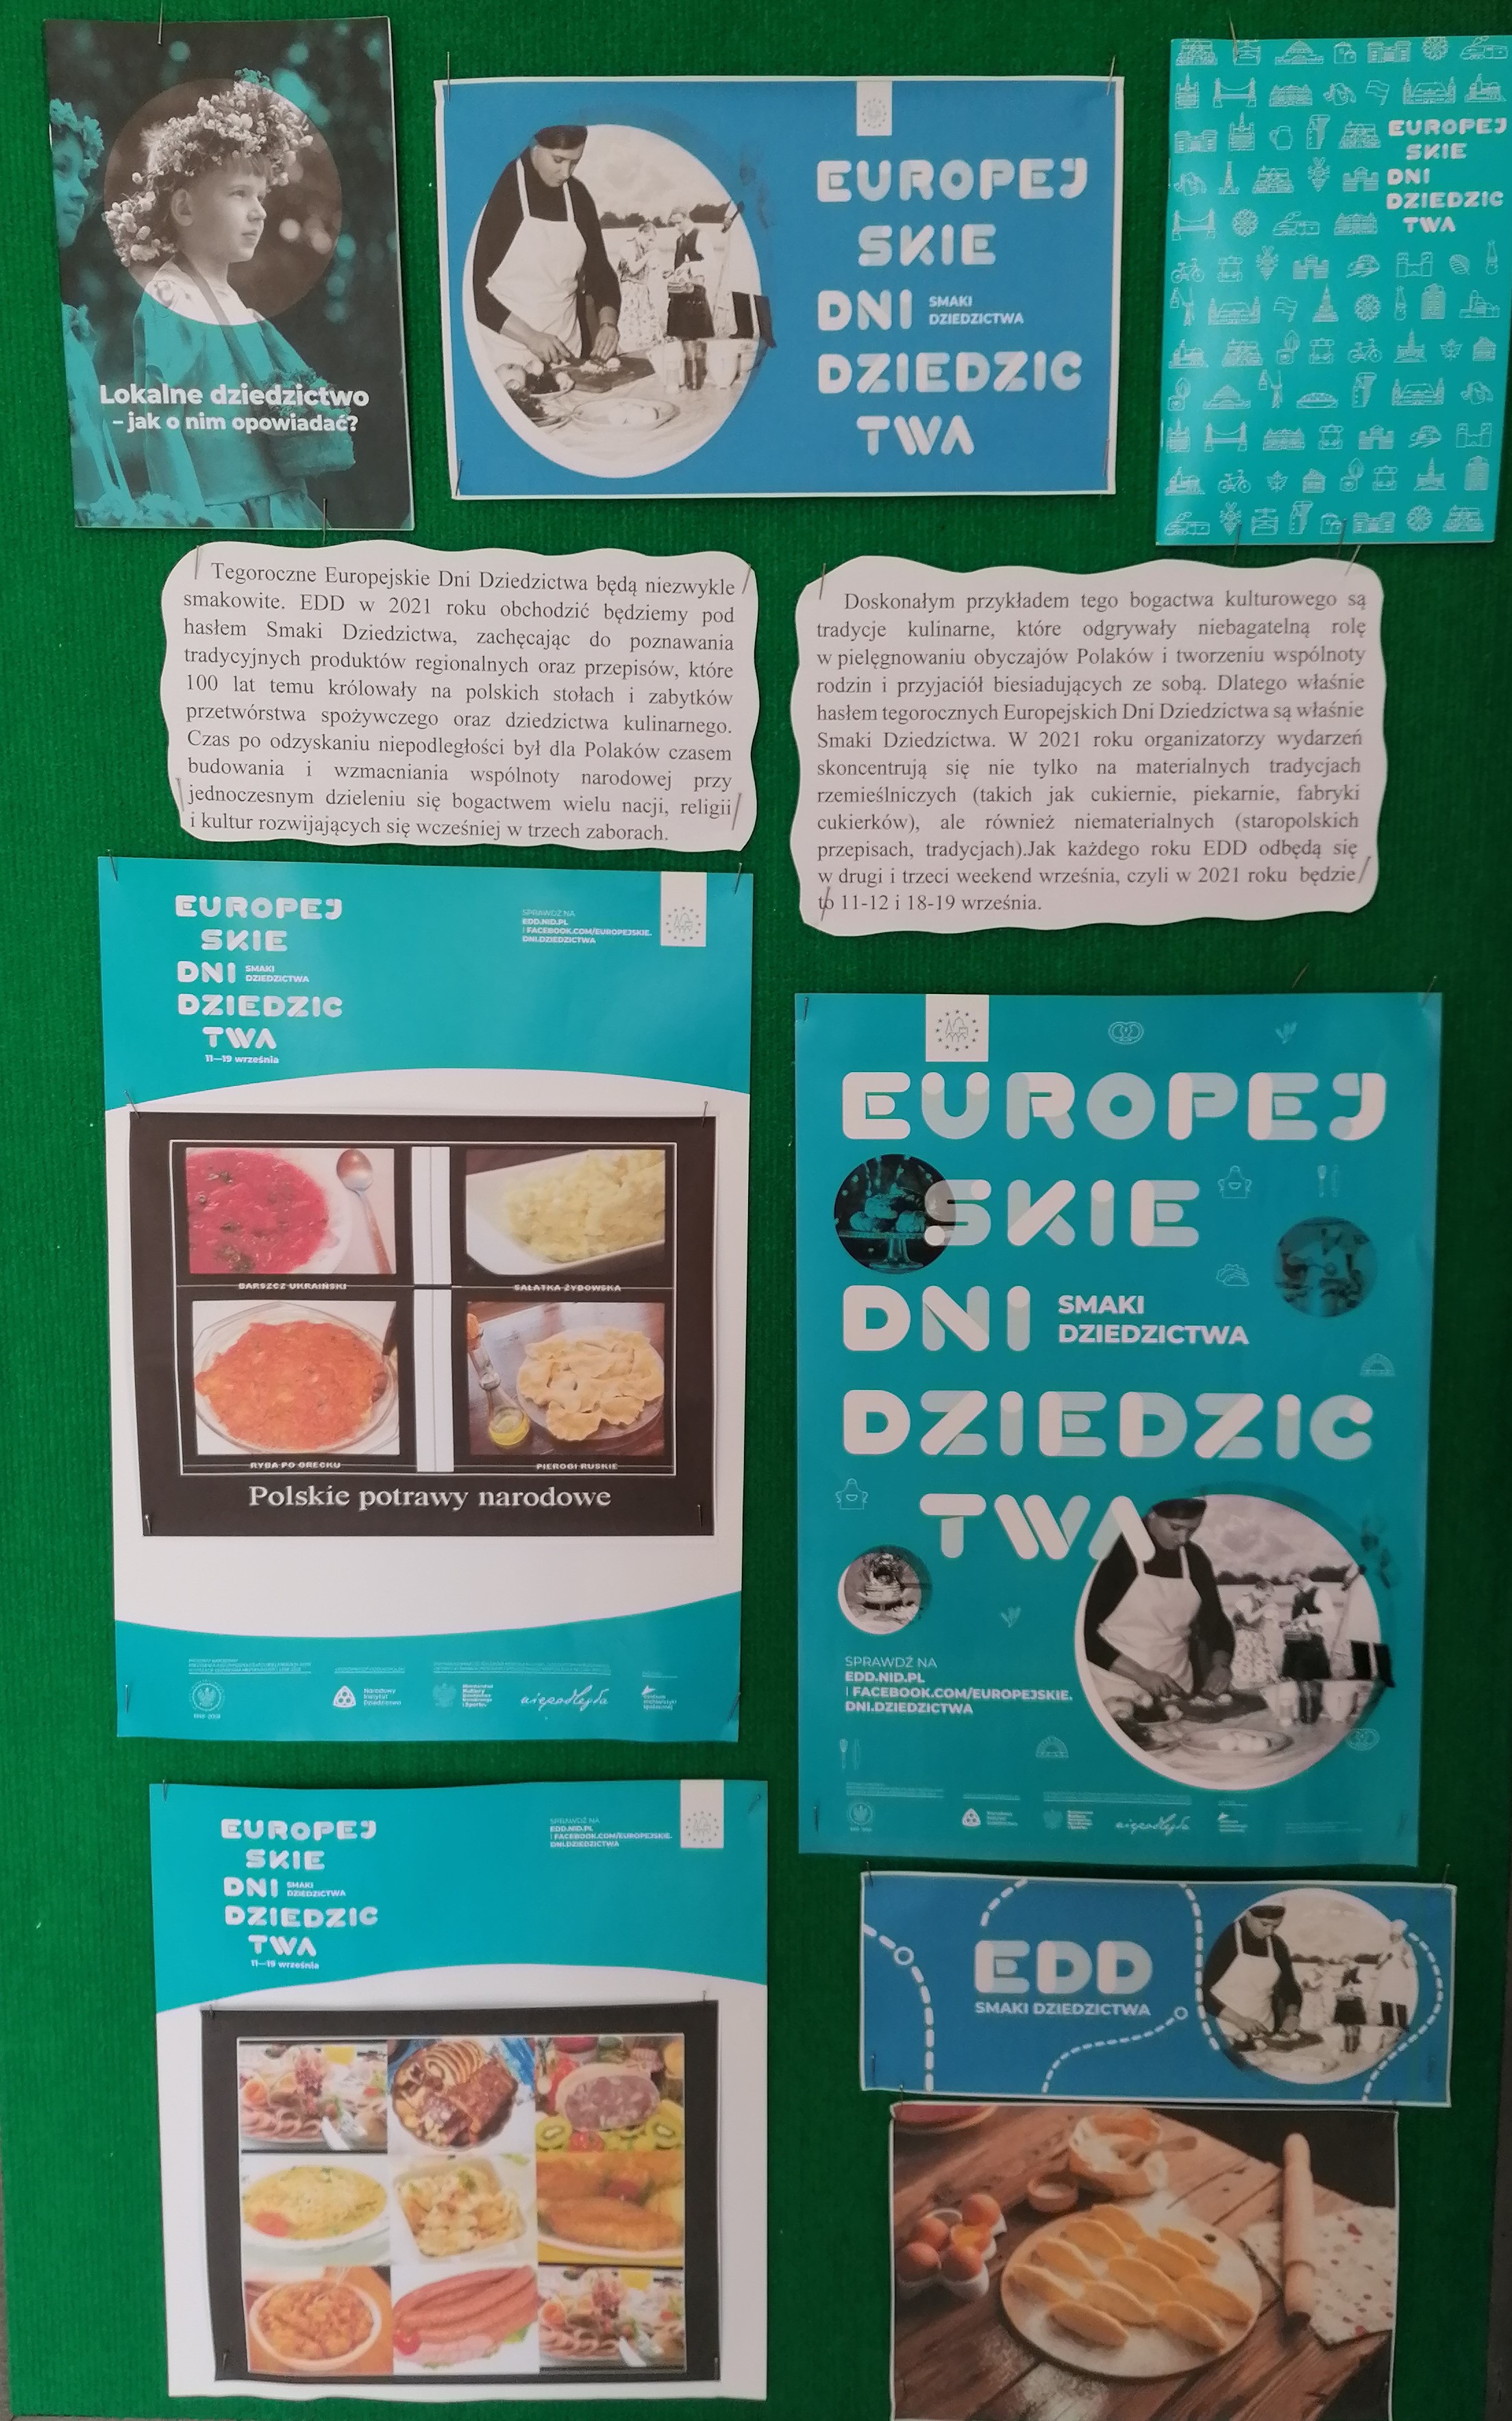 Lokalne dziedzictwo
– jak o nim opowiadać?
EUROPEJ
SKIE
DNI SMAKI
DZIEDZICTWA
DZIEDZIC
TWA
EUROPEJ
SKIE
DNI
DZIEDZIC
TWA
Tegoroczne Europejskie Dni Dziedzictwa będą niezwykle
smakowite. EDD w 2021 roku obchodzić będziemy pod
hasłem Smaki Dziedzictwa, zachęcając do poznawania
tradycyjnych produktów regionalnych oraz przepisów, które
100 lat temu królowały na polskich stołach i zabytków
przetwórstwa spożywczego oraz dziedzictwa kulinarnego.
Czas po odzyskaniu niepodległości był dla Polaków czasem
budowania i wzmacniania wspólnoty narodowej przy
jednoczesnym dzieleniu się bogactwem wielu nacji, religii
i kultur rozwijających się wcześniej w trzech zaborach.
Doskonałym przykładem tego bogactwa kulturowego są
tradycje kulinarne, które odgrywały niebagatelną rolę
w pielęgnowaniu obyczajów Polaków i tworzeniu wspólnoty
rodzin i przyjaciół biesiadujących ze sobą. Dlatego właśnie
hasłem tegorocznych Europejskich Dni Dziedzictwa są właśnie
Smaki Dziedzictwa. W 2021 roku organizatorzy wydarzeń
skoncentrują się nie tylko na materialnych tradycjach
rzemieślniczych (takich jak cukiernie, piekarnie, fabryki
cukierków), ale również niematerialnych (staropolskich
przepisach, tradycjach).Jak każdego roku EDD odbędą się
w drugi i trzeci weekend września, czyli w 2021 roku będzie
to 11-12 i 18-19 września.
EUROPEJ
SKIE
DNI SMAKI
DZIEDZICTWA
DZIEDZIC
TWA
11—19 września
SPRAWDŹ NA
EDD.NID.PL
I FACEBOOK.COM/EUROPEJSKIE.
DNI.DZIEDZICTWA
BARSZCZ UKRAIŃSKI
SAŁATKA ŻYDOWSKA
RYBA PO GRECKU
PIEROGI RUSKIE
Polskie potrawy narodowe
Narodowy
Instytut
Dziedzictwa
niepodległa
EUROPEJ
SKIE
DNI SMAKI
DZIEDZICTWA
DZIEDZIC
TWA
SPRAWDŹ NA
EDD.NID.PL
I FACEBOOK.COM/EUROPEJSKIE.
DNI.DZIEDZICTWA
niepodległa
EUROPEJ
SKIE
DNI SMAKI
DZIEDZICTWA
DZIEDZIC
TWA
11—19 września
SPRAWDŹ NA
EDD.NID.PL
I FACEBOOK.COM/EUROPEJSKIE.
DNI.DZIEDZICTWA
EDD
SMAKI DZIEDZICTWA